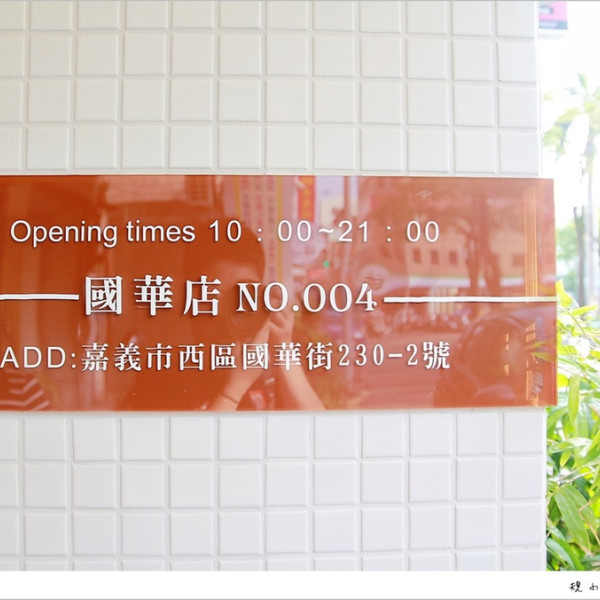 Opening times 10：00~21：00
國華店 NO.004
ADD:嘉義市西區國華街230-2號